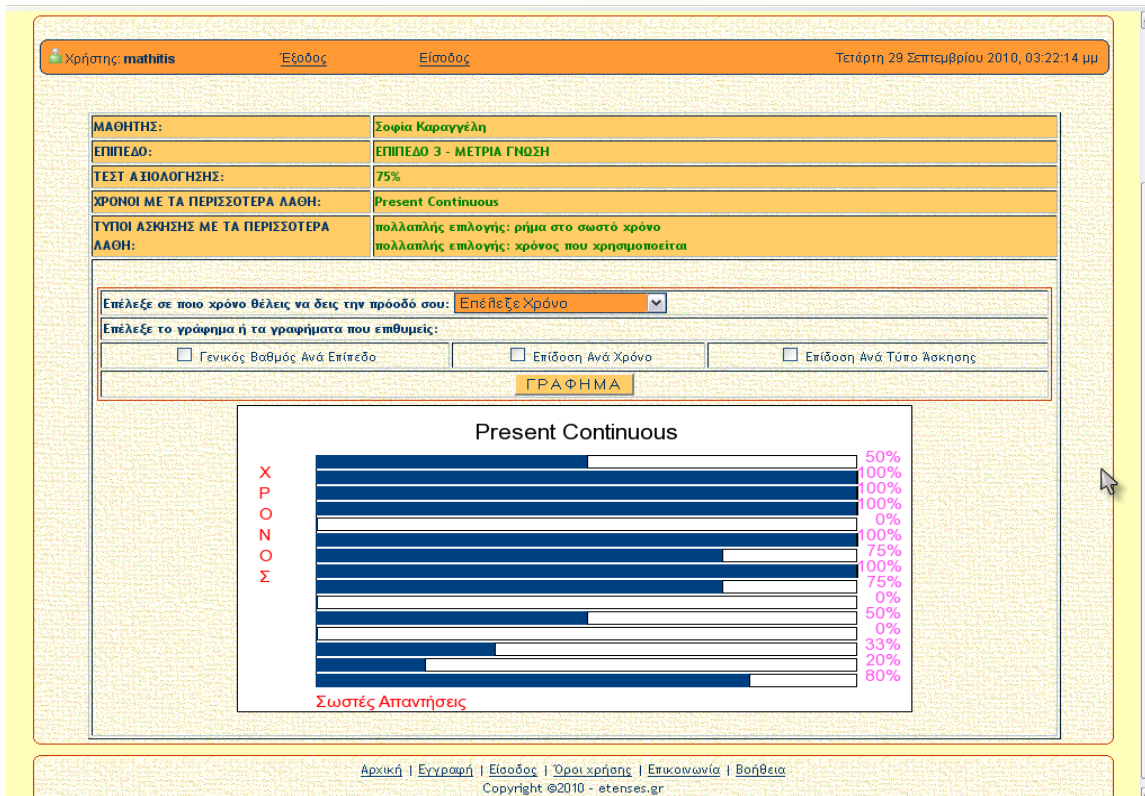 Χρήστης: mathitis Έξοδος Είσοδος Τετάρτη 29 Σεπτεμβρίου 2010, 03:22:14 μμ
ΜΑΘΗΤΗΣ: Σοφία Καραγγέλη
ΕΠΙΠΕΔΟ: ΕΠΙΠΕΔΟ 3 - ΜΕΤΡΙΑ ΓΝΩΣΗ
ΤΕΣΤ ΑΞΙΟΛΟΓΗΣΗΣ: 75%
ΧΡΟΝΟΙ ΜΕ ΤΑ ΠΕΡΙΣΣΟΤΕΡΑ ΛΑΘΗ: Present Continuous
ΤΥΠΟΙ ΑΣΚΗΣΗΣ ΜΕ ΤΑ ΠΕΡΙΣΣΟΤΕΡΑ
ΛΑΘΗ:
πολλαπλής επιλογής: ρήμα στο σωστό χρόνο
πολλαπλής επιλογής: χρόνος που χρησιμοποείται
Επέλεξε σε ποιο χρόνο θέλεις να δεις την πρόοδό σου: Επέλεξε Χρόνο
Επέλεξε το γράφημα ή τα γραφήματα που επιθυμείς:
Γενικός Βαθμός Ανά Επίπεδο Επίδοση Ανά Χρόνο Επίδοση Ανά Τύπο Άσκησης
ΓΡΑΦΗΜΑ
Present Continuous
Χ
Ρ
Ο
Ν
Ο
Σ
50%
100%
100%
100%
0%
100%
75%
100%
75%
0%
50%
0%
33%
20%
80%
Σωστές Απαντήσεις
Αρχική | Εγγραφή | Είσοδος | Όροι χρήσης | Επικοινωνία | Βοήθεια
Copyright ©2010 - etenses.gr